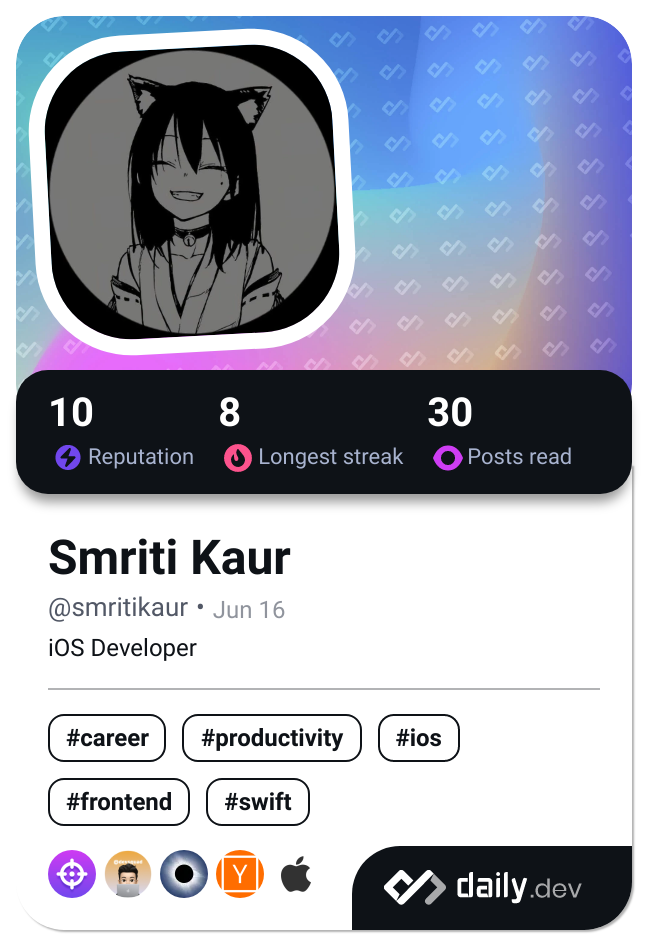 10 8 30
Reputation Longest streak Posts read
Smriti Kaur
@smritikaur • Jun 16
iOS Developer
#career #productivity #ios
#frontend #swift
Y
daily.dev